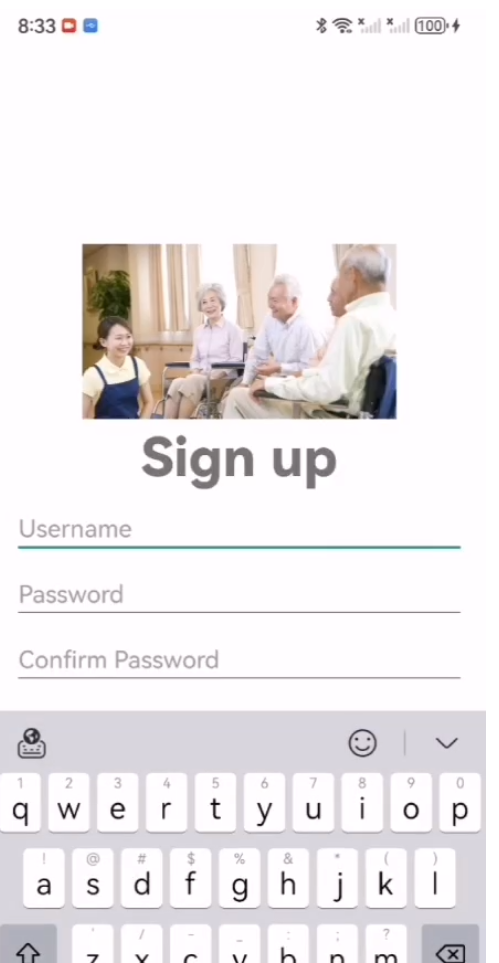 8:33 100
Sign up
Username
Password
Confirm Password
1 2 3 4 5 6 7 8 9 0
q w e r t y u i o p
! @ # $ % & * ( )
a s d f g h j k l
' / - _ : ; ?
z x c v b n m